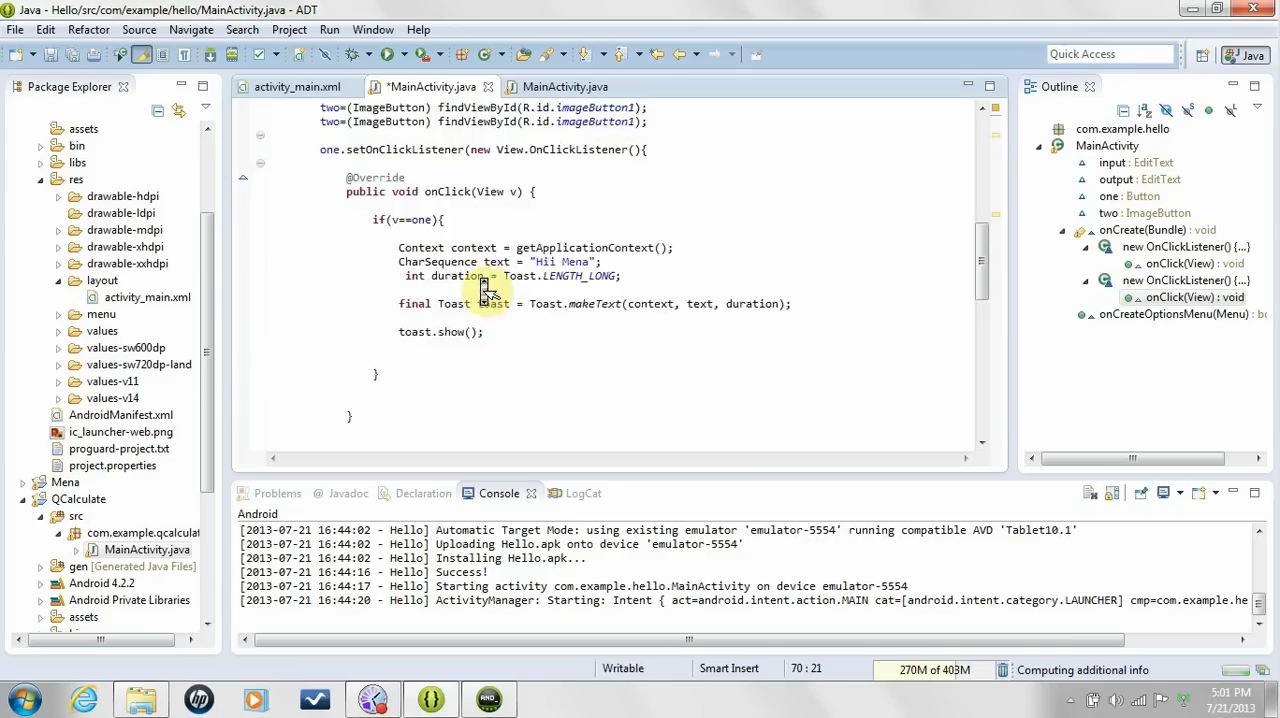 Java - Hello/src/com/example/hello/MainActivity.java - ADT
File Edit Refactor Source Navigate Search Project Run Window Help
Quick Access
Java
Package Explorer
assets
bin
libs
res
drawable-hdpi
drawable-ldpi
drawable-mdpi
drawable-xhdpi
drawable-xxhdpi
layout
activity_main.xml
menu
values
values-sw600dp
values-sw720dp-land
values-v11
values-v14
AndroidManifest.xml
ic_launcher-web.png
proguard-project.txt
project.properties
Mena
QCalculate
src
com.example.qcalculat
MainActivity.java
gen [Generated Java Files]
Android 4.2.2
Android Private Libraries
assets
activity_main.xml
*MainActivity.java
MainActivity.java
two=(ImageButton) findViewById(R.id.imageButton1);
two=(ImageButton) findViewById(R.id.imageButton1);
one.setOnClickListener(new View.OnClickListener(){
@Override
public void onClick(View v) {
if(v==one){
Context context = getApplicationContext();
CharSequence text = "Hii Mena";
int duration = Toast.LENGTH_LONG;
final Toast toast = Toast.makeText(context, text, duration);
toast.show();
}
}
Outline
com.example.hello
MainActivity
input : EditText
output : EditText
one : Button
two : ImageButton
onCreate(Bundle) : void
new OnClickListener() {...}
onClick(View) : void
new OnClickListener() {...}
onClick(View) : void
onCreateOptionsMenu(Menu) : void
Problems @ Javadoc Declaration Console LogCat
Android
[2013-07-21 16:44:02 - Hello] Automatic Target Mode: using existing emulator 'emulator-5554' running compatible AVD 'Tablet10.1'
[2013-07-21 16:44:02 - Hello] Uploading Hello.apk onto device 'emulator-5554'
[2013-07-21 16:44:02 - Hello] Installing Hello.apk...
[2013-07-21 16:44:16 - Hello] Success!
[2013-07-21 16:44:17 - Hello] Starting activity com.example.hello.MainActivity on device emulator-5554
[2013-07-21 16:44:20 - Hello] ActivityManager: Starting: Intent { act=android.intent.action.MAIN cat=[android.intent.category.LAUNCHER] cmp=com.example.he
Writable
Smart Insert
70 : 21
270M of 403M
Computing additional info
5:01 PM
7/21/2013